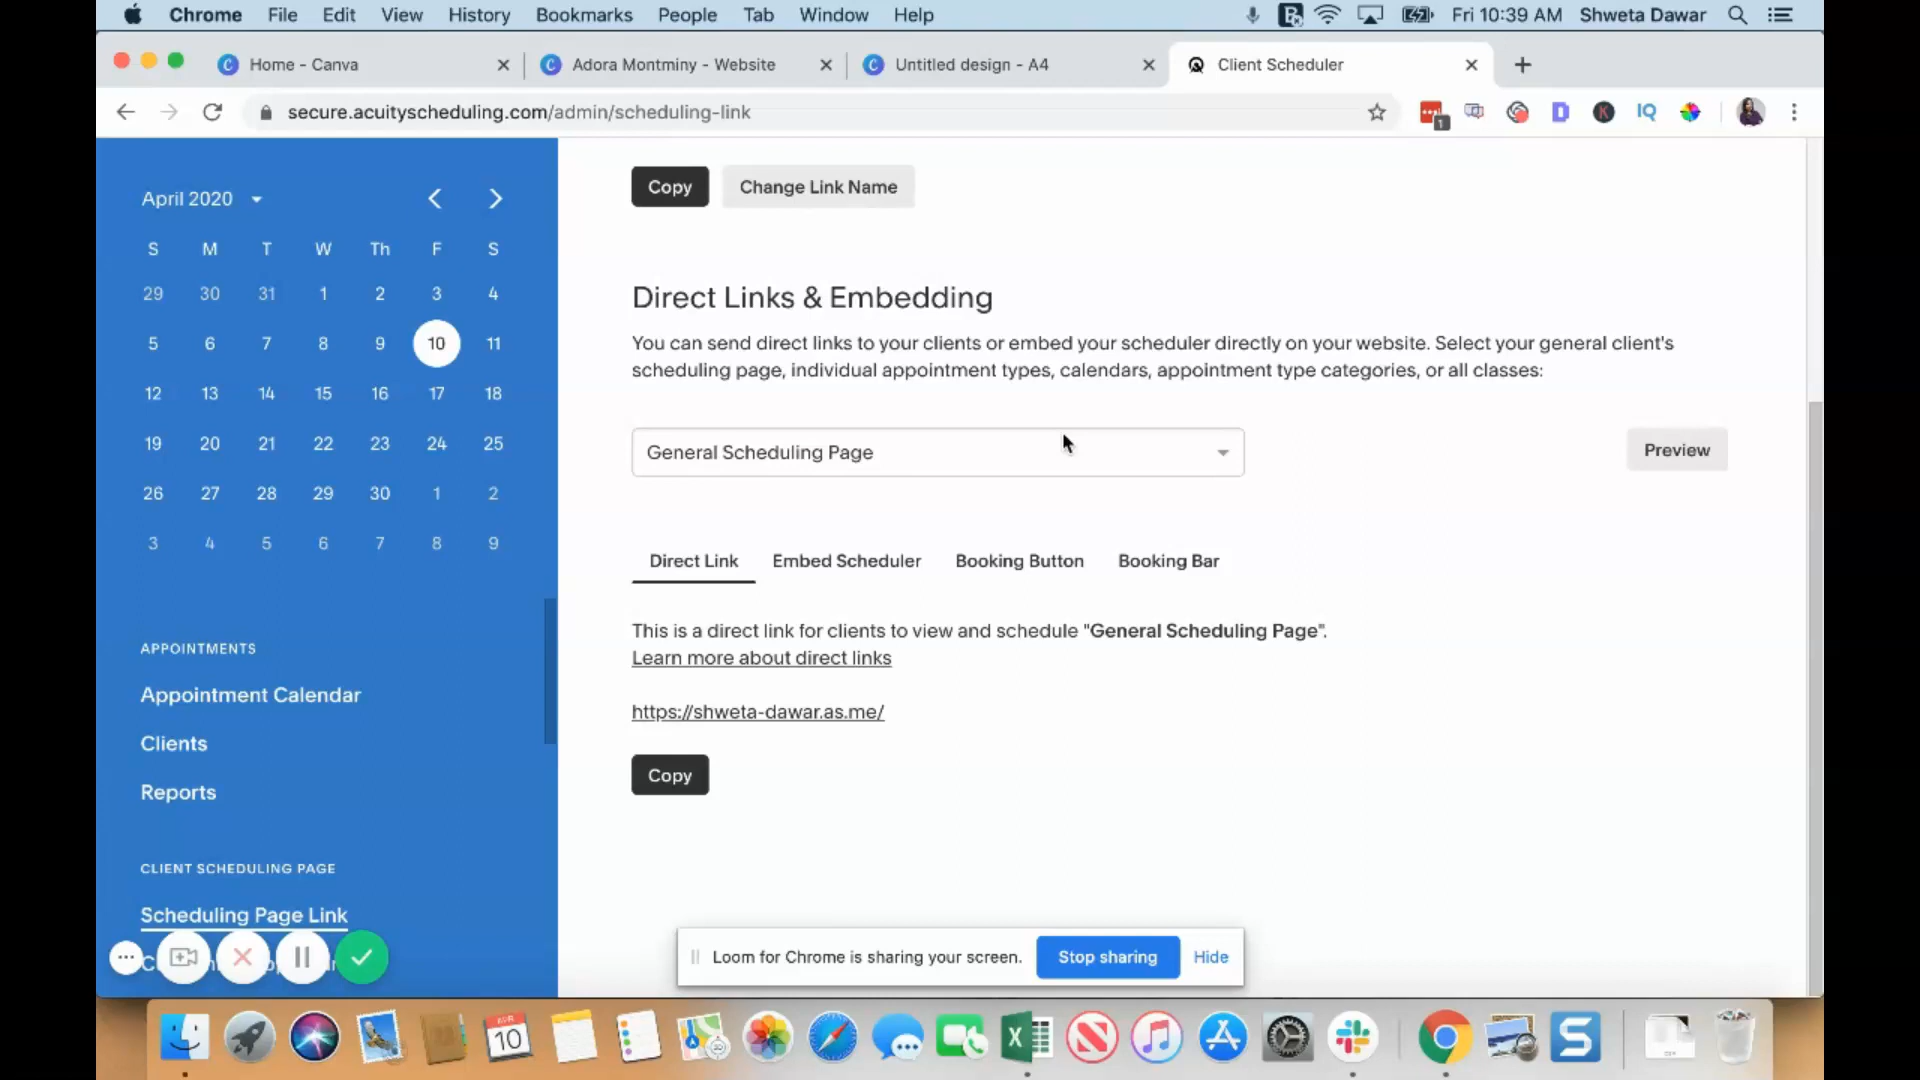 Chrome File Edit View History Bookmarks People Tab Window Help Fri 10:39 AM Shweta Dawar
Home - Canva
Adora Montminy - Website
Untitled design - A4
Client Scheduler
secure.acuityscheduling.com/admin/scheduling-link
1
D
K
IQ
April 2020
S M T W Th F S
29 30 31 1 2 3 4
5 6 7 8 9 10 11
12 13 14 15 16 17 18
19 20 21 22 23 24 25
26 27 28 29 30 1 2
3 4 5 6 7 8 9
APPOINTMENTS
Appointment Calendar
Clients
Reports
CLIENT SCHEDULING PAGE
Scheduling Page Link
Copy
Change Link Name
Direct Links & Embedding
You can send direct links to your clients or embed your scheduler directly on your website. Select your general client's
scheduling page, individual appointment types, calendars, appointment type categories, or all classes:
General Scheduling Page
Preview
Direct Link Embed Scheduler Booking Button Booking Bar
This is a direct link for clients to view and schedule "General Scheduling Page".
Learn more about direct links
https://shweta-dawar.as.me/
Copy
Loom for Chrome is sharing your screen. Stop sharing Hide
10